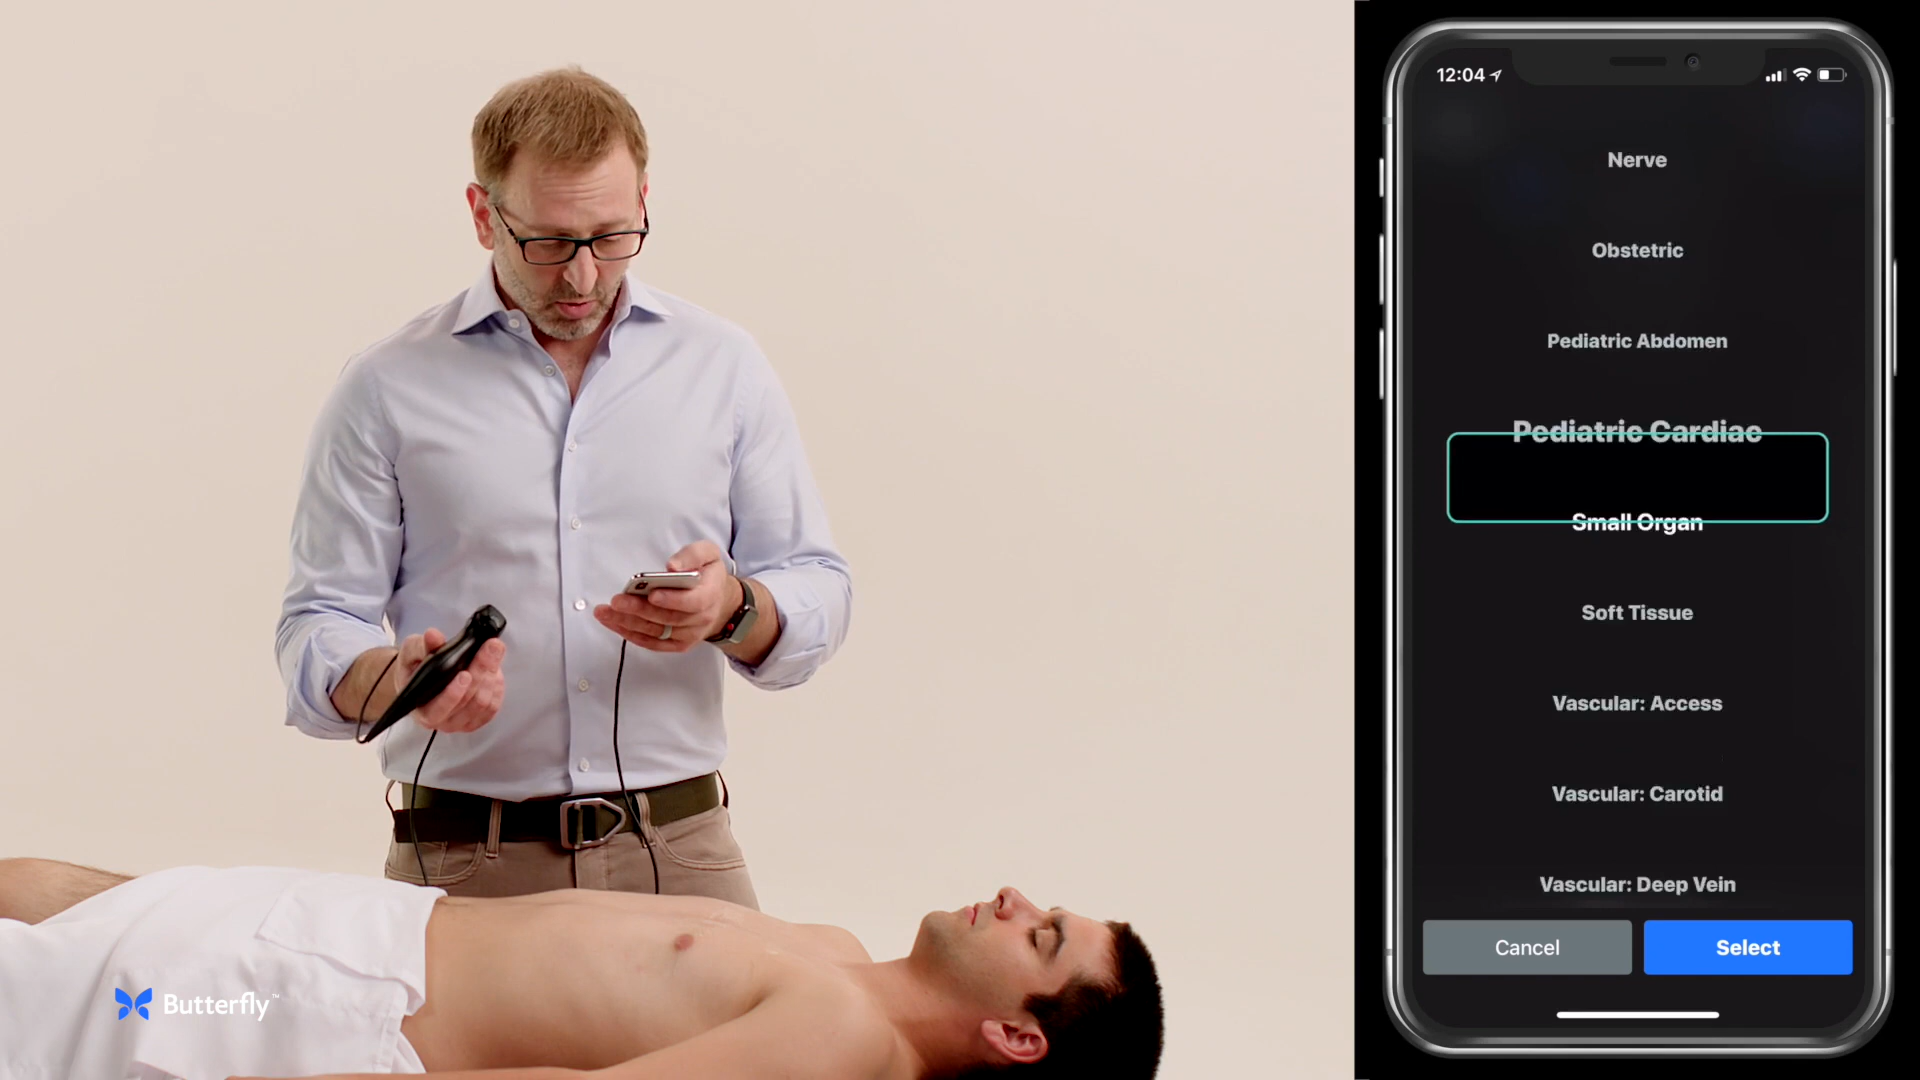 12:04
Nerve
Obstetric
Pediatric Abdomen
Pediatric Cardiac
Small Organ
Soft Tissue
Vascular: Access
Vascular: Carotid
Vascular: Deep Vein
Cancel
Select
Butterfly™